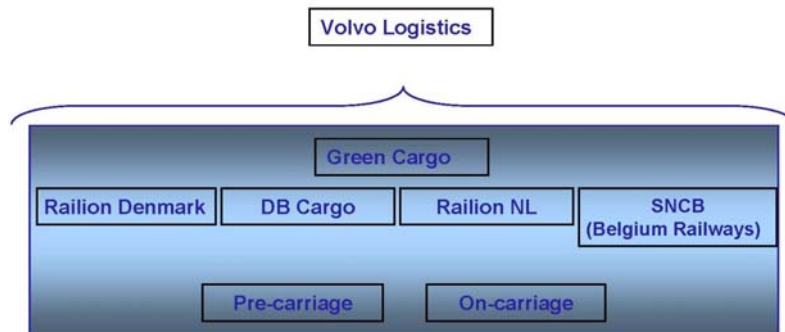 Volvo Logistics
Green Cargo
Railion Denmark
DB Cargo
Railion NL
SNCB
(Belgium Railways)
Pre-carriage
On-carriage